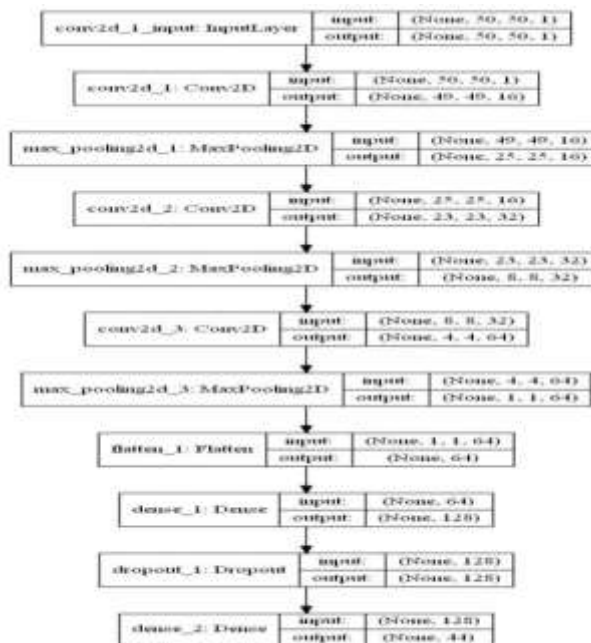 conv2d_1_input: InputLayer
input: (None, 50, 50, 1)
output: (None, 50, 50, 1)
conv2d_1: Conv2D
input: (None, 50, 50, 1)
output: (None, 49, 49, 16)
max_pooling2d_1: MaxPooling2D
input: (None, 49, 49, 16)
output: (None, 25, 25, 16)
conv2d_2: Conv2D
input: (None, 25, 25, 16)
output: (None, 23, 23, 32)
max_pooling2d_2: MaxPooling2D
input: (None, 23, 23, 32)
output: (None, 8, 8, 32)
conv2d_3: Conv2D
input: (None, 8, 8, 32)
output: (None, 4, 4, 64)
max_pooling2d_3: MaxPooling2D
input: (None, 4, 4, 64)
output: (None, 1, 1, 64)
flatten_1: Flatten
input: (None, 1, 1, 64)
output: (None, 64)
dense_1: Dense
input: (None, 64)
output: (None, 128)
dropout_1: Dropout
input: (None, 128)
output: (None, 128)
dense_2: Dense
input: (None, 128)
output: (None, 44)